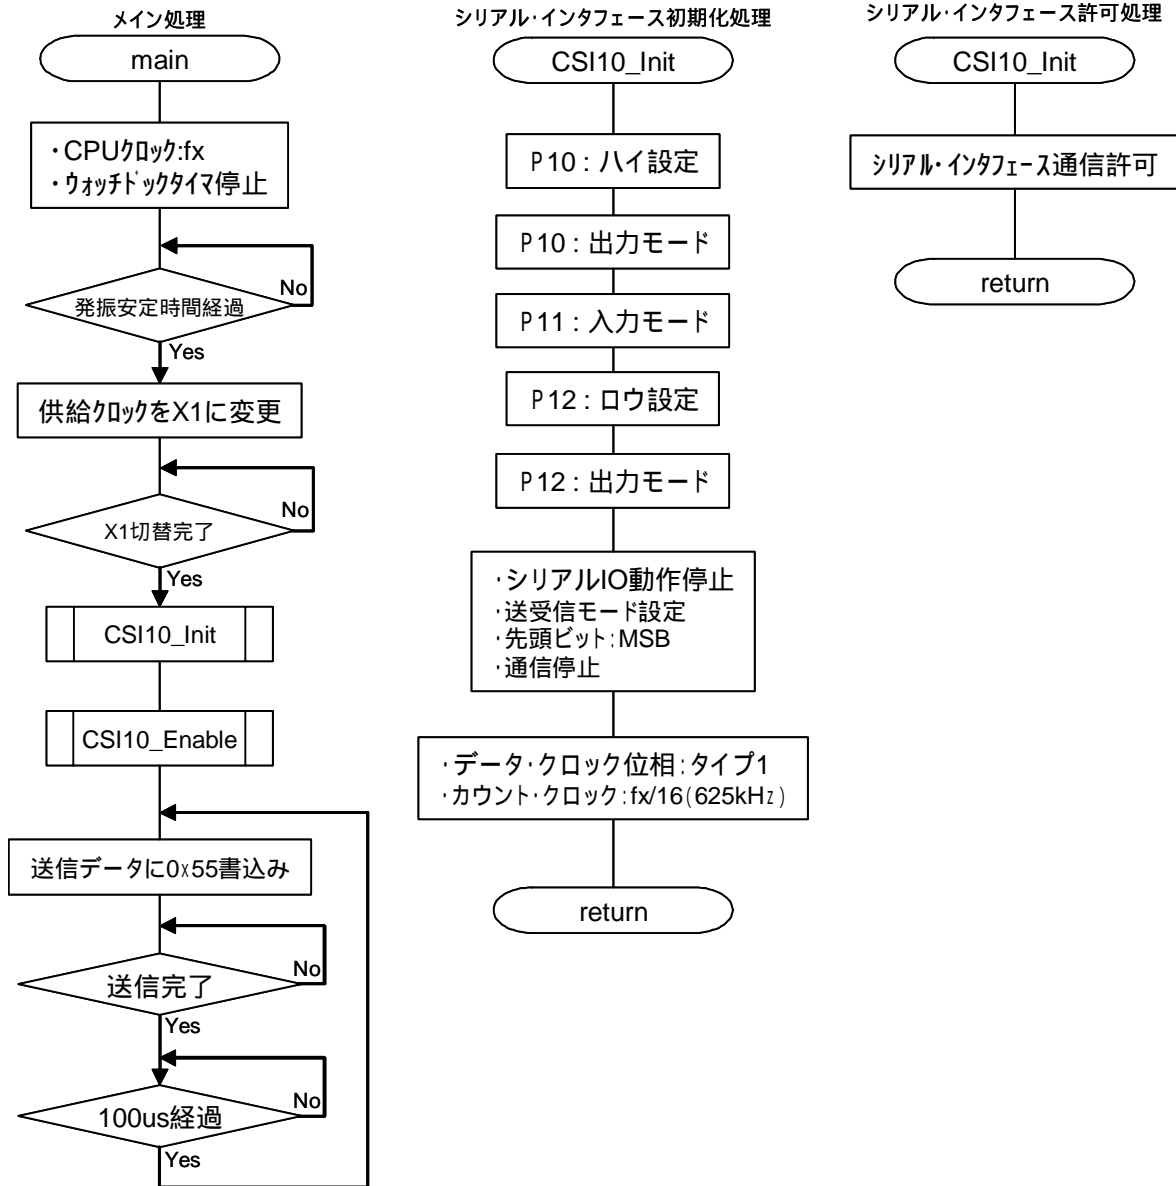 メイン処理
main
・CPUｸﾛｯｸ:fx
・ｳｫｯﾁﾄﾞｯｸﾀｲﾏ停止
発振安定時間経過
No
Yes
供給ｸﾛｯｸをX1に変更
X1切替完了
No
Yes
CSI10_Init
CSI10_Enable
送信データに0x55書込み
送信完了
No
Yes
100us経過
No
Yes
シリアル・インタフェース初期化処理
CSI10_Init
P10：ハイ設定
P10：出力モード
P11：入力モード
P12：ロウ設定
P12：出力モード
・シリアルIO動作停止
・送受信モード設定
・先頭ビット:MSB
・通信停止
・データ・クロック位相:タイプ1
・カウント・クロック:fx/16(625kHz)
return
シリアル・インタフェース許可処理
CSI10_Init
ｼﾘｱﾙ・ｲﾝﾀﾌｪｰｽ通信許可
return